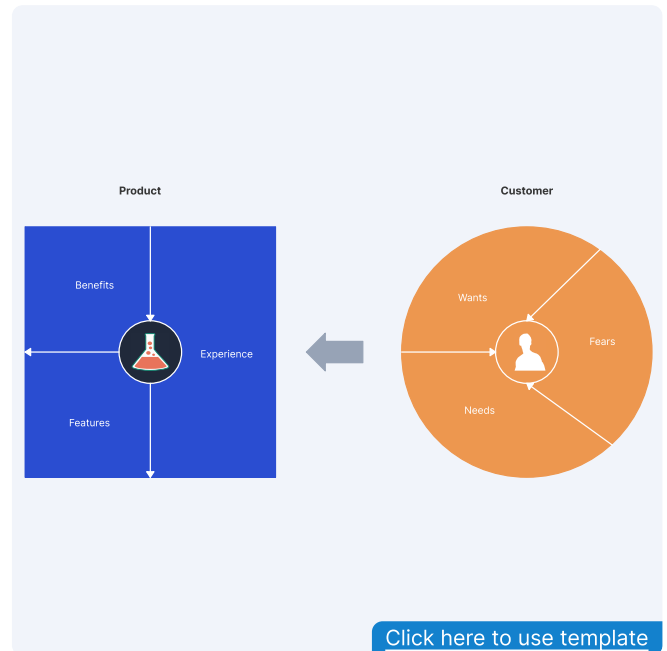 Product
Customer
Benefits
Wants
Experience
Fears
Features
Needs
Click here to use template